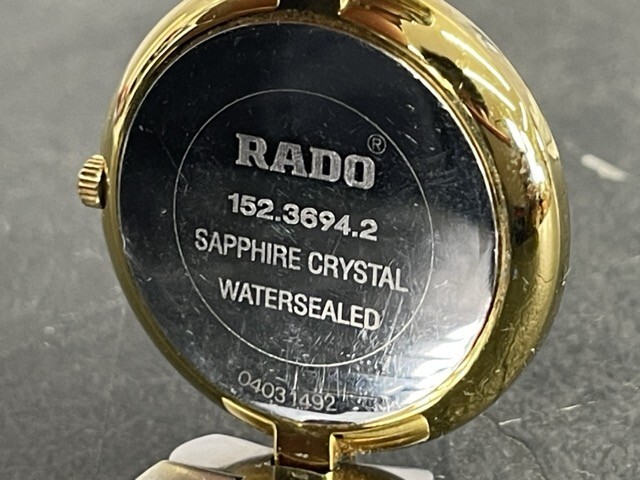 RADO®
152.3694.2
SAPPHIRE CRYSTAL
WATERSEALED
04031492